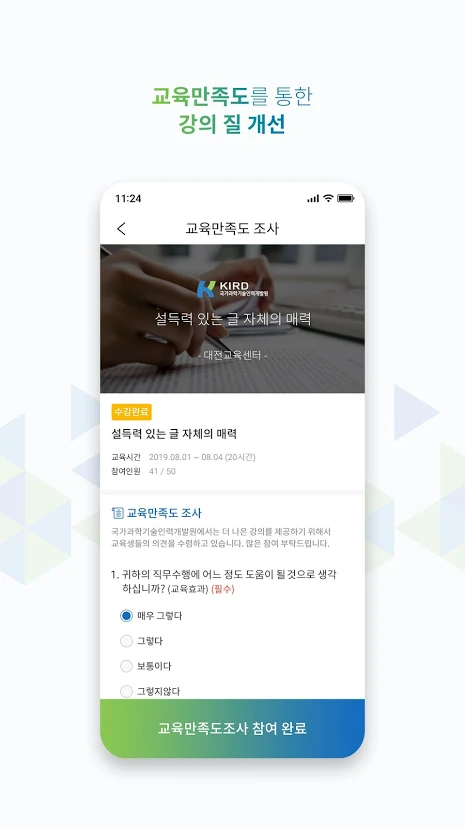 교육만족도를 통한
강의 질 개선
11:24
교육만족도 조사
KIRD
국가과학기술인력개발원
설득력 있는 글 자체의 매력
- 대전교육센터 -
수강완료
설득력 있는 글 자체의 매력
교육시간 2019.08.01 ~ 08.04 (20시간)
참여인원 41 / 50
교육만족도 조사
국가과학기술인력개발원에서는 더 나은 강의를 제공하기 위해서
교육생들의 의견을 수렴하고 있습니다. 많은 참여 부탁드립니다.
1. 귀하의 직무수행에 어느 정도 도움이 될 것으로 생각
하십니까? (교육효과) (필수)
매우 그렇다
그렇다
보통이다
그렇지않다
교육만족도조사 참여 완료